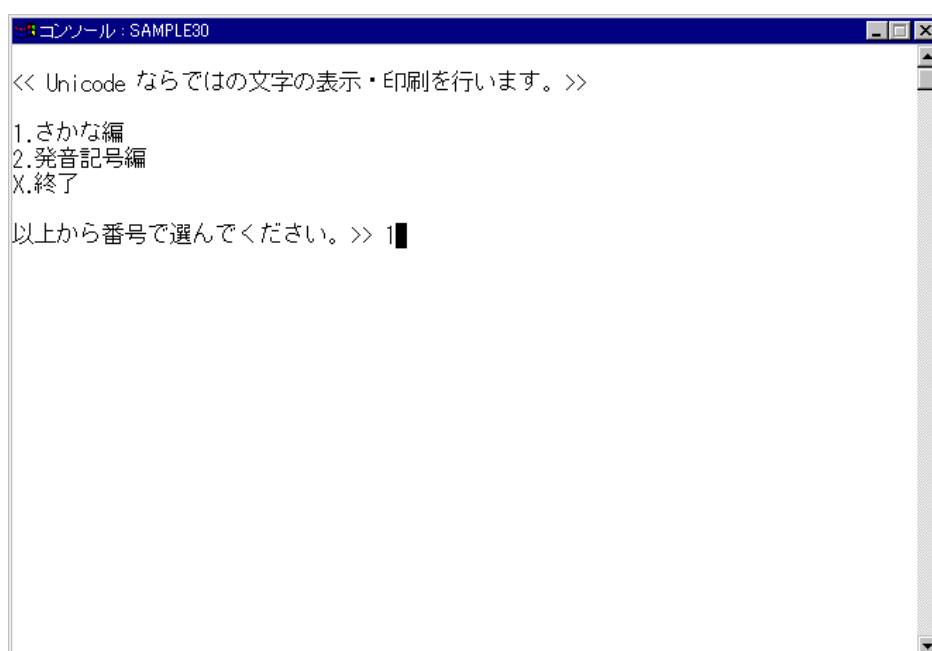 コンソール : SAMPLE30
<< Unicode ならではの文字の表示・印刷を行います。>>
1.さかな編
2.発音記号編
X.終了
以上から番号で選んでください。>> 1